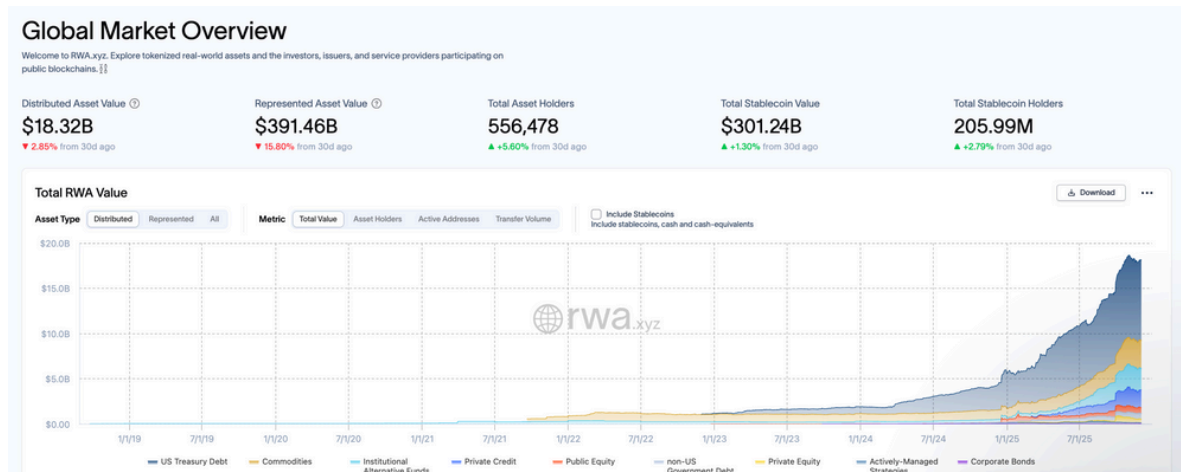 Global Market Overview
Welcome to RWA.xyz. Explore tokenized real-world assets and the investors, issuers, and service providers participating on
public blockchains.
Distributed Asset Value
Represented Asset Value
Total Asset Holders
Total Stablecoin Value
Total Stablecoin Holders
$18.32B
$391.46B
556,478
$301.24B
205.99M
▼ 2.85% from 30d ago
▼ 15.80% from 30d ago
▲ +5.60% from 30d ago
▲ +1.30% from 30d ago
▲ +2.79% from 30d ago
Total RWA Value
Download
Asset Type Distributed Represented All
Metric Total Value Asset Holders Active Addresses Transfer Volume
Include Stablecoins
Include stablecoins, cash and cash-equivalents
$20.0B
$15.0B
$10.0B
$5.0B
$0.00
rwa.xyz
1/1/19 7/1/19 1/1/20 7/1/20 1/1/21 7/1/21 1/1/22 7/1/22 1/1/23 7/1/23 1/1/24 7/1/24 1/1/25 7/1/25
US Treasury Debt
Commodities
Institutional
Alternative Funds
Private Credit
Public Equity
non-US
Government Debt
Private Equity
Actively-Managed
Strategies
Corporate Bonds